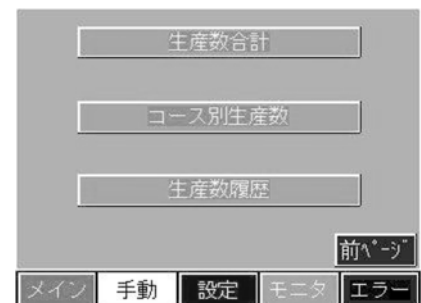 生産数合計
コース別生産数
生産数履歴
前ﾍﾟｰｼﾞ
メイン 手動 設定 モニタ エラー